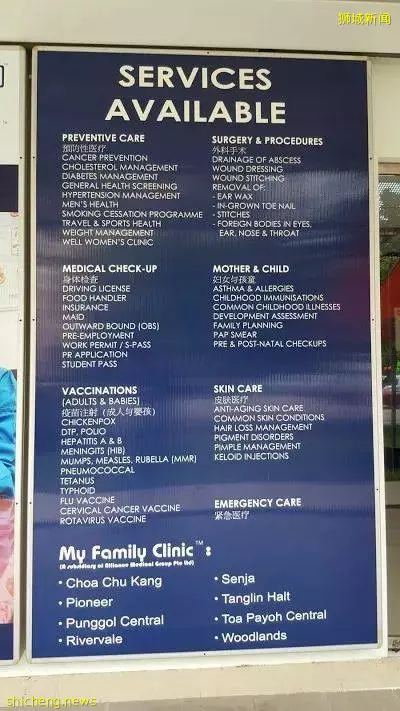 狮城新闻
SERVICES
AVAILABLE
PREVENTIVE CARE
预防性医疗
CANCER PREVENTION
CHOLESTEROL MANAGEMENT
DIABETES MANAGEMENT
GENERAL HEALTH SCREENING
HYPERTENSION MANAGEMENT
MEN'S HEALTH
SMOKING CESSATION PROGRAMME
TRAVEL & SPORTS HEALTH
WEIGHT MANAGEMENT
WELL WOMEN'S CLINIC
SURGERY & PROCEDURES
外科手术
DRAINAGE OF ABSCESS
WOUND DRESSING
WOUND STITCHING
REMOVAL OF:
- EAR WAX
- IN-GROWN TOE NAIL
- STITCHES
- FOREIGN BODIES IN EYES,
EAR, NOSE & THROAT
MEDICAL CHECK-UP
身体检查
DRIVING LICENSE
FOOD HANDLER
INSURANCE
MAID
OUTWARD BOUND (OBS)
PRE-EMPLOYMENT
WORK PERMIT / S-PASS
PR APPLICATION
STUDENT PASS
MOTHER & CHILD
妇女与孩童
ASTHMA & ALLERGIES
CHILDHOOD IMMUNISATIONS
COMMON CHILDHOOD ILLNESSES
DEVELOPMENT ASSESSMENT
FAMILY PLANNING
PAP SMEAR
PRE & POST-NATAL CHECKUPS
VACCINATIONS
(ADULTS & BABIES)
疫苗注射 (成人与婴孩)
CHICKENPOX
DTP, POLIO
HEPATITIS A & B
MENINGITS (HIB)
MUMPS, MEASLES, RUBELLA (MMR)
PNEUMOCOCCAL
TETANUS
TYPHOID
FLU VACCINE
CERVICAL CANCER VACCINE
ROTAVIRUS VACCINE
SKIN CARE
皮肤医疗
ANTI-AGING SKIN CARE
COMMON SKIN CONDITIONS
HAIR LOSS MANAGEMENT
PIGMENT DISORDERS
PIMPLE MANAGEMENT
KELOID INJECTIONS
EMERGENCY CARE
紧急医疗
My Family Clinic™:
(A subsidiary of Alliance Medical Group Pte Ltd)
• Choa Chu Kang
• Pioneer
• Punggol Central
• Rivervale
• Senja
• Tanglin Halt
• Toa Payoh Central
• Woodlands
shicheng.news